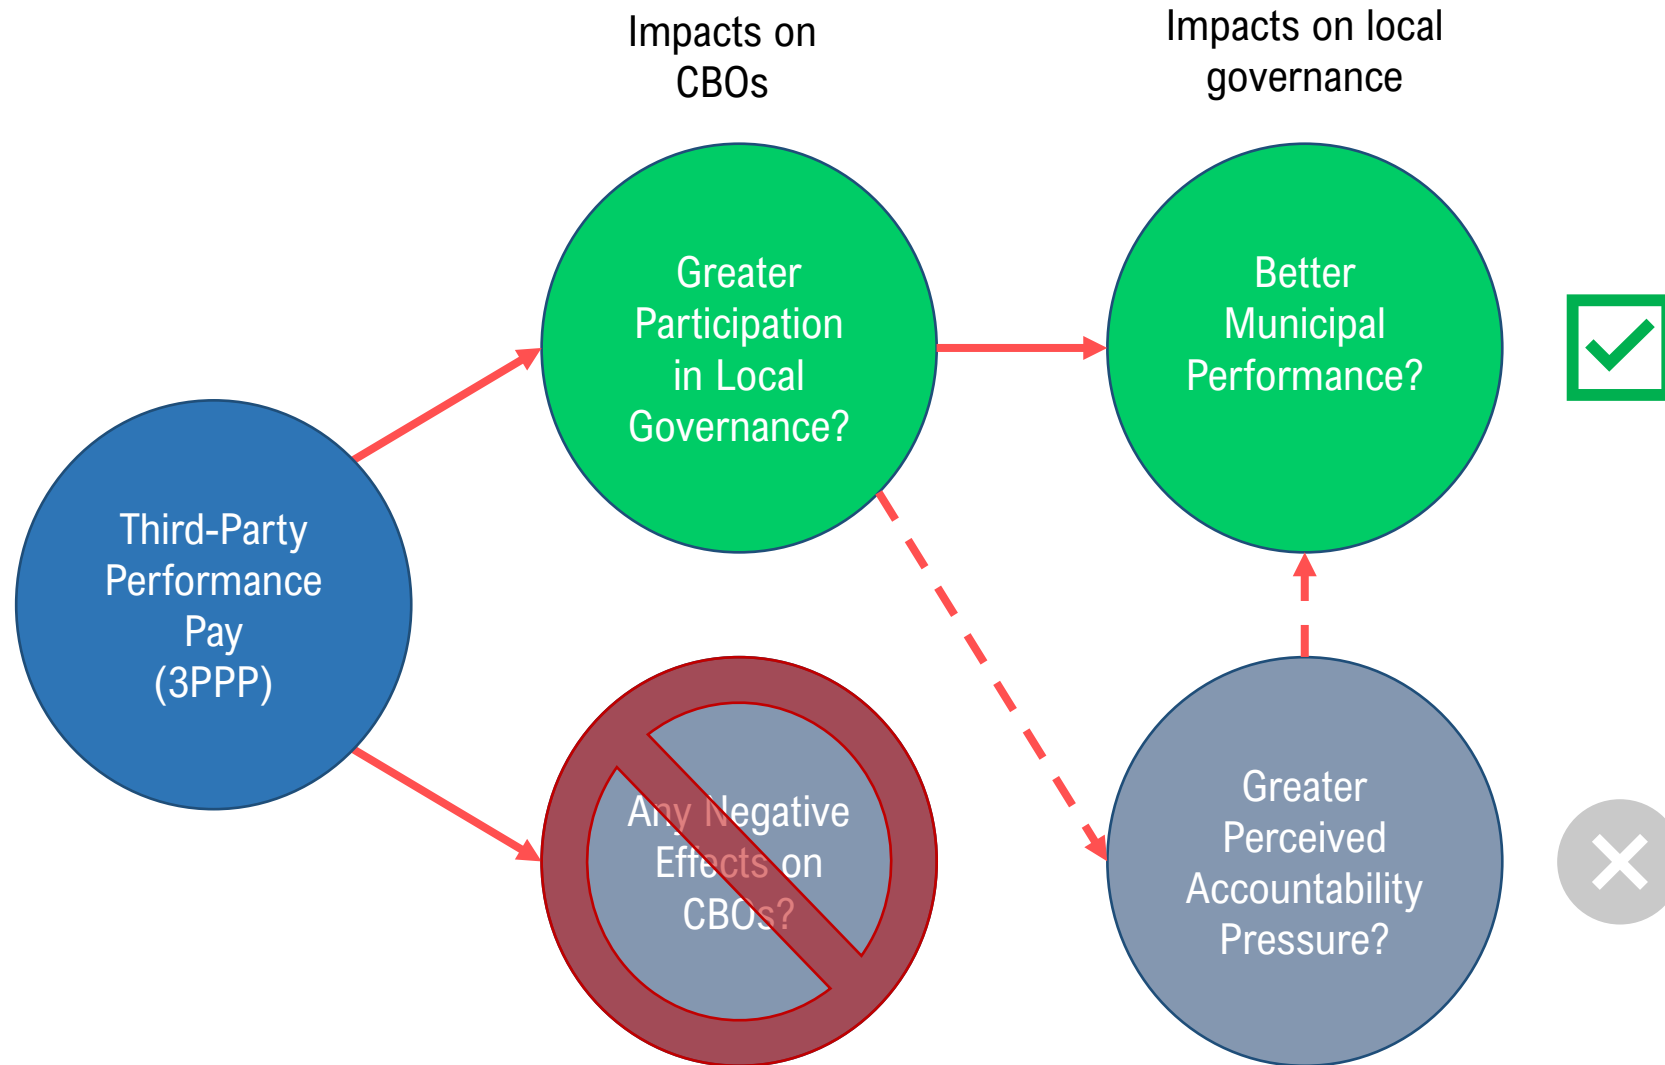 Impacts on
CBOs
Impacts on local
governance
Greater
Participation
in Local
Governance?
Better
Municipal
Performance?
Third-Party
Performance
Pay
(3PPP)
Any Negative
Effects on
CBOs?
Greater
Perceived
Accountability
Pressure?